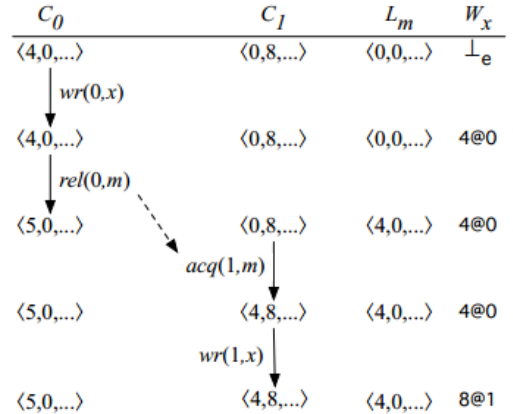 C₀ C₁ Lₘ Wₓ
⟨4,0,...⟩ ⟨0,8,...⟩ ⟨0,0,...⟩ ⊥ₑ
wr(0,x)
⟨4,0,...⟩ ⟨0,8,...⟩ ⟨0,0,...⟩ 4@0
rel(0,m)
⟨5,0,...⟩ ⟨0,8,...⟩ ⟨4,0,...⟩ 4@0
acq(1,m)
⟨5,0,...⟩ ⟨4,8,...⟩ ⟨4,0,...⟩ 4@0
wr(1,x)
⟨5,0,...⟩ ⟨4,8,...⟩ ⟨4,0,...⟩ 8@1